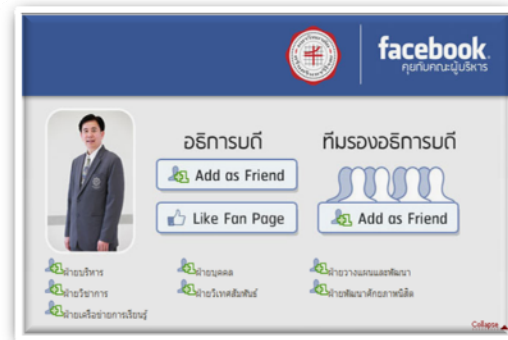 facebook
คุยกับคณะผู้บริหาร
อธิการบดี
Add as Friend
Like Fan Page
ทีมรองอธิการบดี
Add as Friend
ฝ่ายบริหาร
ฝ่ายบุคคล
ฝ่ายวางแผนและพัฒนา
ฝ่ายวิชาการ
ฝ่ายวิเทศสัมพันธ์
ฝ่ายพัฒนาศักยภาพนิสิต
ฝ่ายเครือข่ายการเรียนรู้
Collapse